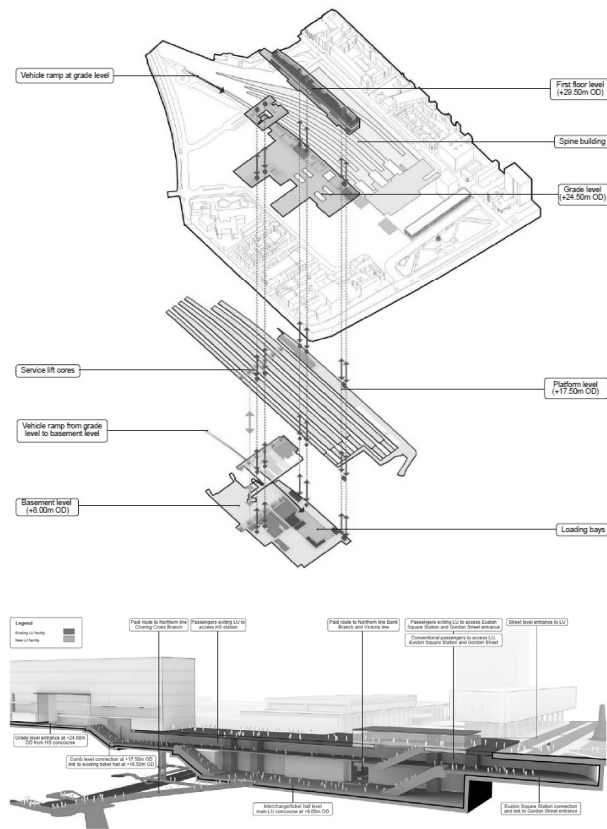 Vehicle ramp at grade level
First floor level
(+29.50m OD)
Spine building
Grade level
(+24.50m OD)
Service lift cores
Platform level
(+17.50m OD)
Vehicle ramp from grade
level to basement level
Basement level
(+8.00m OD)
Loading bays
Legend
Existing LU facility
New LU facility
Paid route to Northern line
Charing Cross Branch
Passengers exiting LU to
access HS station
Paid route to Northern line Bank
Branch and Victoria line
Passengers exiting LU to access Euston
Square Station and Gordon Street entrance
Conventional passengers to access LU,
Euston Square Station and Gordon Street
Street level entrance to LU
Grade level entrance at +24.50m
OD from HS concourse
Comb level connection at +17.50m OD
link to existing ticket hall at +16.50m OD
Interchange/ticket hall level
main LU concourse at +8.00m OD
Euston Square Station connection
and link to Gordon Street entrance